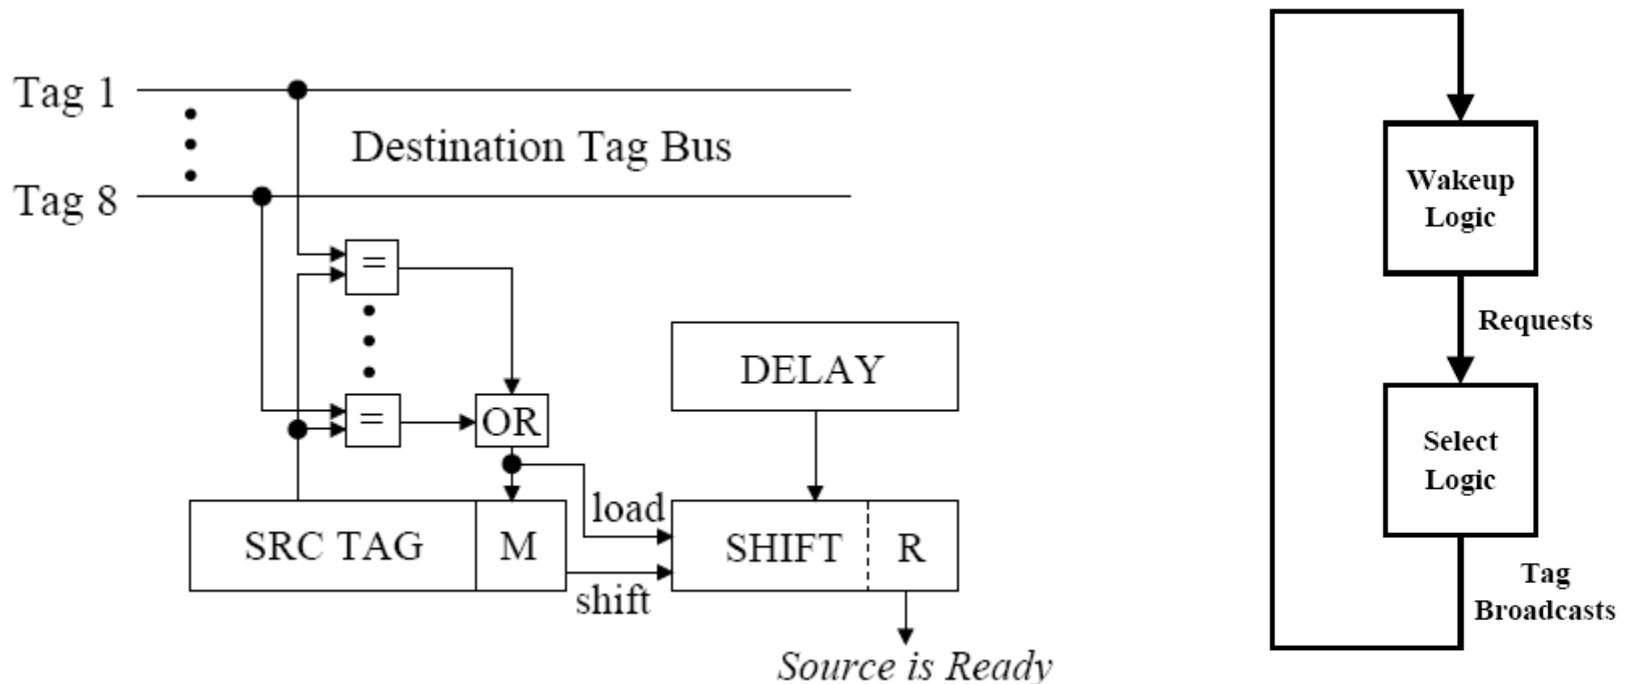 Tag 1
Destination Tag Bus
Tag 8
=
=
OR
DELAY
load
SRC TAG
M
SHIFT
R
shift
Source is Ready
Wakeup
Logic
Requests
Select
Logic
Tag
Broadcasts